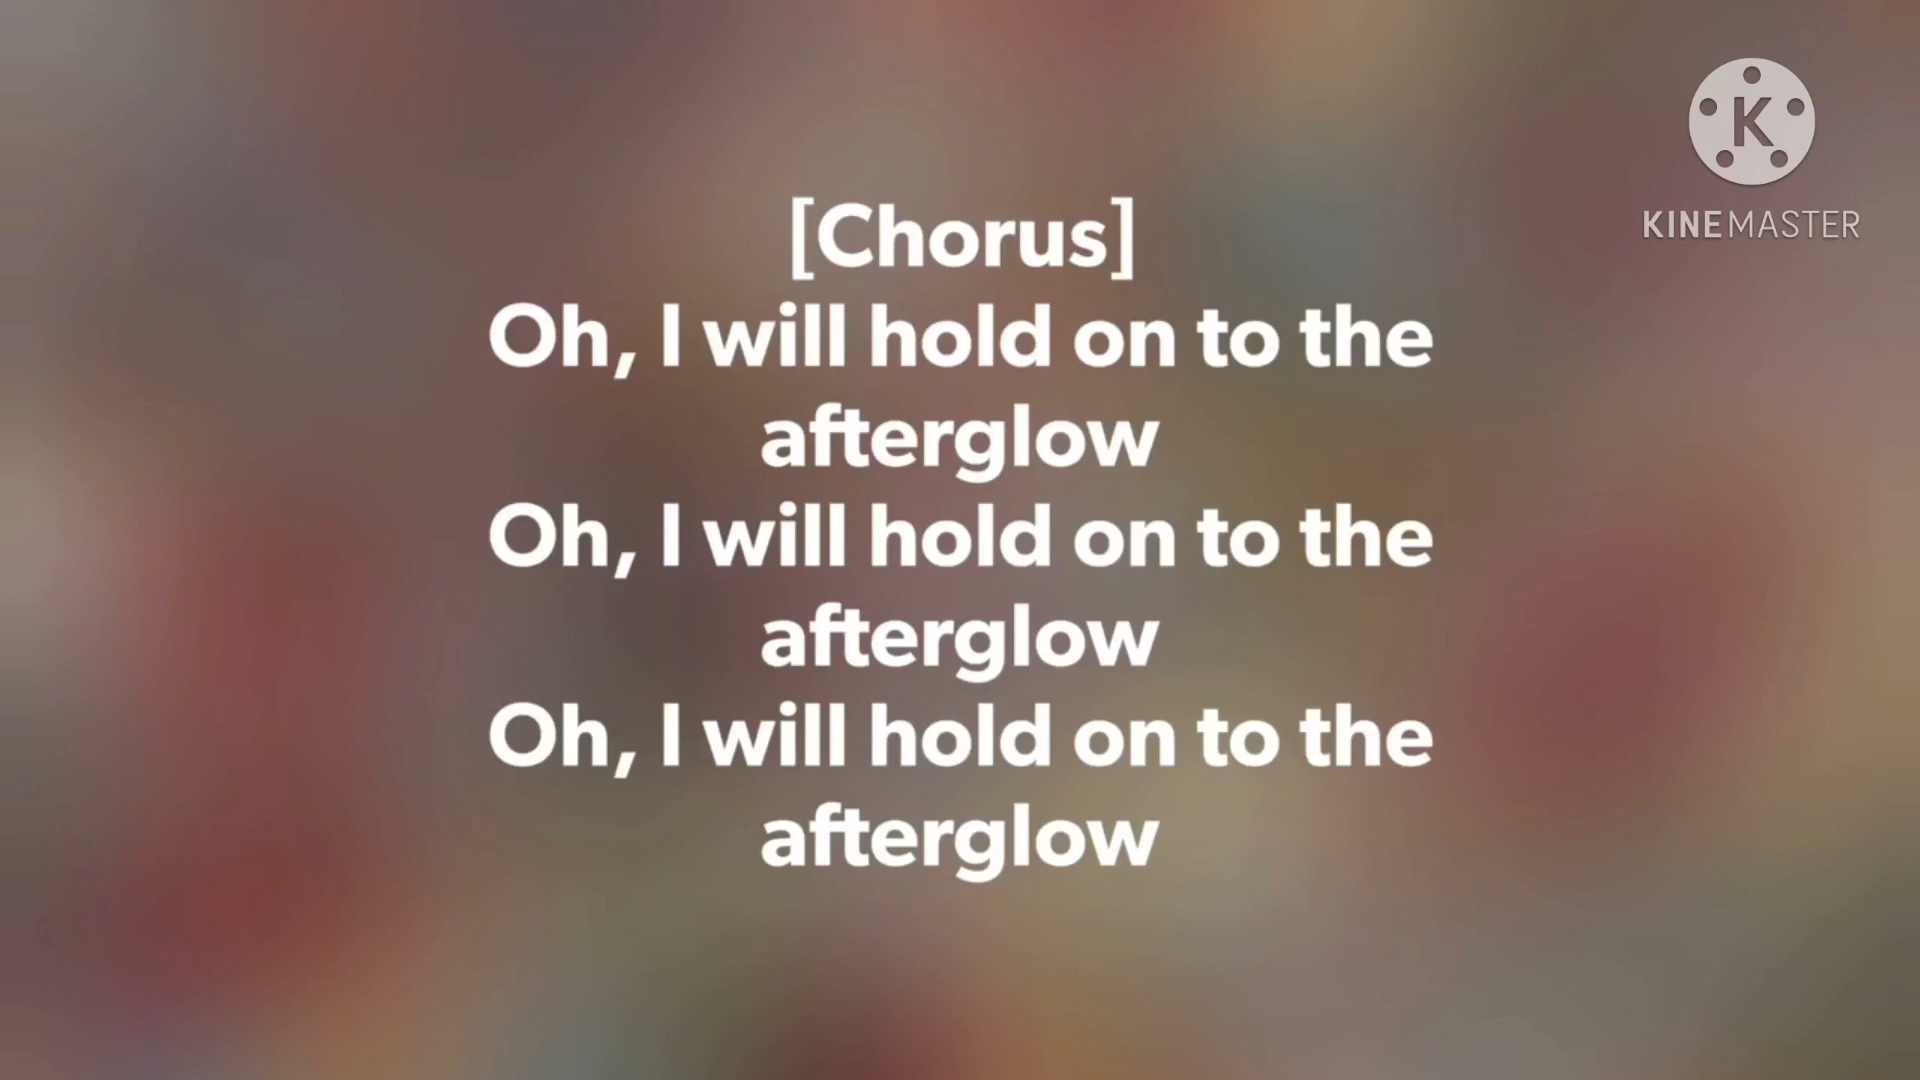 K
KINEMASTER
[Chorus]
Oh, I will hold on to the
afterglow
Oh, I will hold on to the
afterglow
Oh, I will hold on to the
afterglow